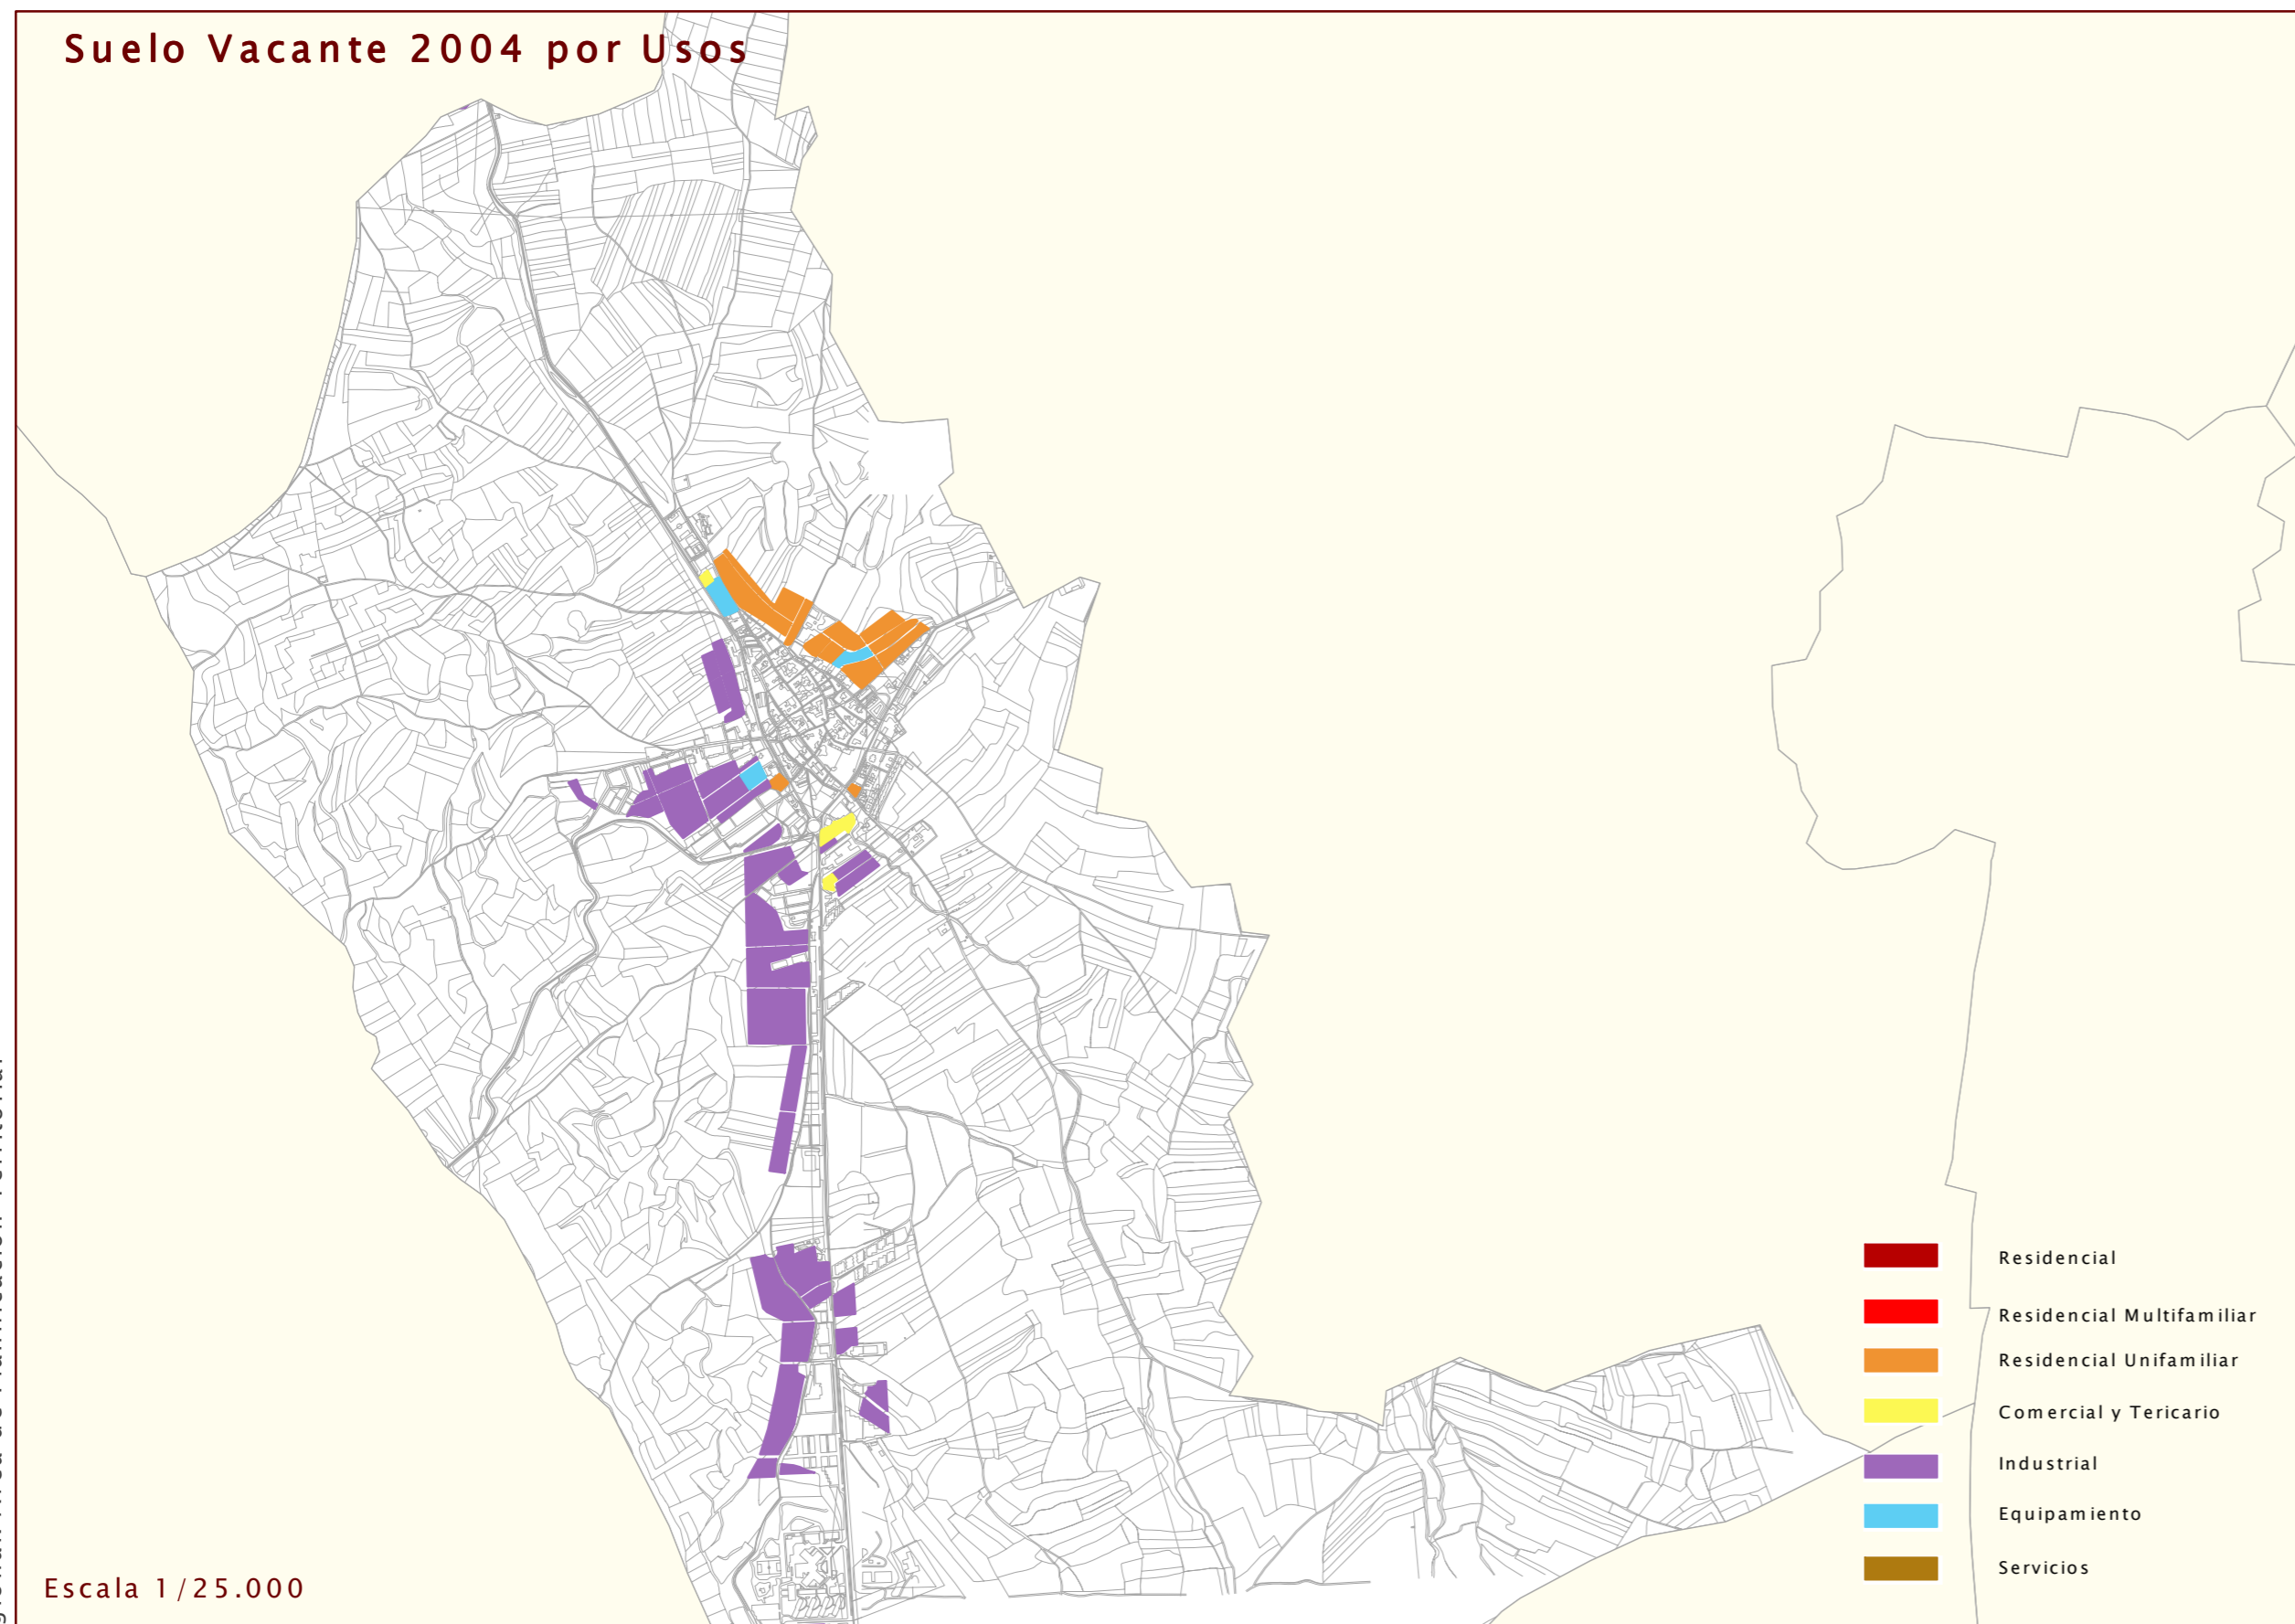 Suelo Vacante 2004 por Usos
Residencial
Residencial Multifamiliar
Residencial Unifamiliar
Comercial y Tericario
Industrial
Equipamiento
Servicios
Escala 1/25.000